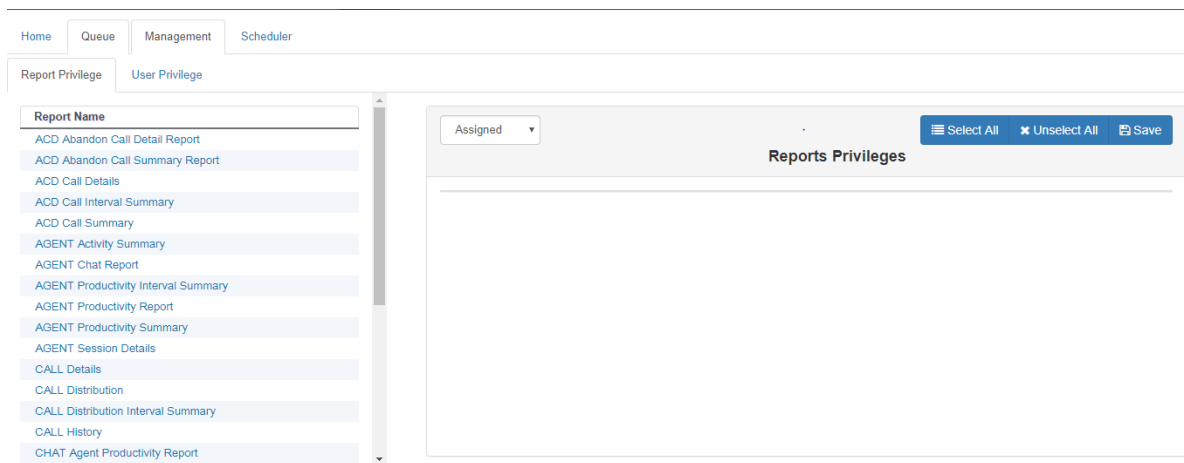 Home Queue Management Scheduler
Report Privilege User Privilege
Report Name
ACD Abandon Call Detail Report
ACD Abandon Call Summary Report
ACD Call Details
ACD Call Interval Summary
ACD Call Summary
AGENT Activity Summary
AGENT Chat Report
AGENT Productivity Interval Summary
AGENT Productivity Report
AGENT Productivity Summary
AGENT Session Details
CALL Details
CALL Distribution
CALL Distribution Interval Summary
CALL History
CHAT Agent Productivity Report
Assigned
Select All Unselect All Save
Reports Privileges